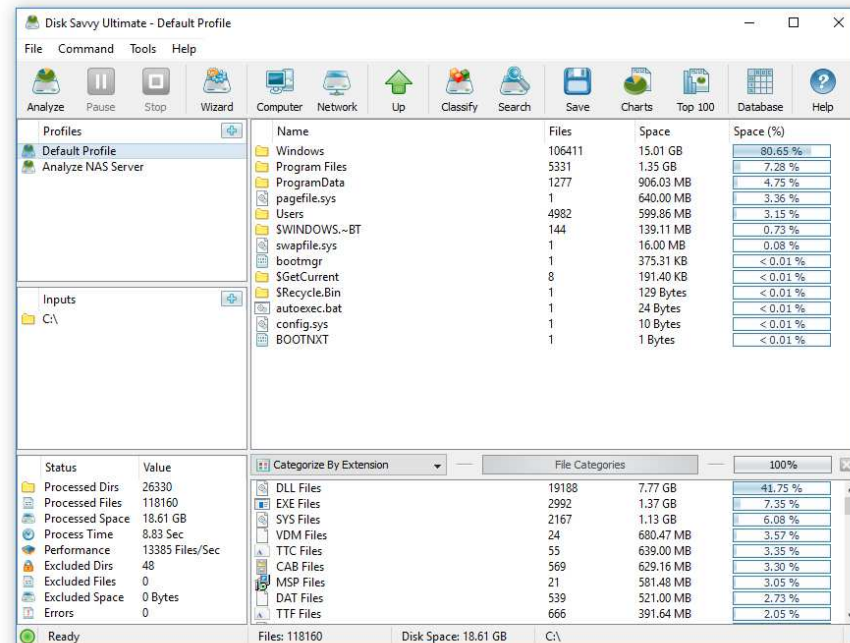 Disk Savvy Ultimate - Default Profile
File Command Tools Help
Analyze Pause Stop Wizard Computer Network Up Classify Search Save Charts Top 100 Database Help
Profiles
Default Profile
Analyze NAS Server
Inputs
C:\
Name Files Space Space (%)
Windows 106411 15.01 GB 80.65 %
Program Files 5331 1.35 GB 7.28 %
ProgramData 1277 906.03 MB 4.75 %
pagefile.sys 1 640.00 MB 3.36 %
Users 4982 599.86 MB 3.15 %
$WINDOWS.~BT 144 139.11 MB 0.73 %
swapfile.sys 1 16.00 MB 0.08 %
bootmgr 1 375.31 KB < 0.01 %
$GetCurrent 8 191.40 KB < 0.01 %
$Recycle.Bin 1 129 Bytes < 0.01 %
autoexec.bat 1 24 Bytes < 0.01 %
config.sys 1 10 Bytes < 0.01 %
BOOTNXT 1 1 Bytes < 0.01 %
Status Value
Processed Dirs 26330
Processed Files 118160
Processed Space 18.61 GB
Process Time 8.83 Sec
Performance 13385 Files/Sec
Excluded Dirs 48
Excluded Files 0
Excluded Space 0 Bytes
Errors 0
Categorize By Extension File Categories 100%
DLL Files 19188 7.77 GB 41.75 %
EXE Files 2992 1.37 GB 7.35 %
SYS Files 2167 1.13 GB 6.08 %
VDM Files 24 680.47 MB 3.57 %
TTC Files 55 639.00 MB 3.35 %
CAB Files 569 629.16 MB 3.30 %
MSP Files 21 581.48 MB 3.05 %
DAT Files 539 521.00 MB 2.73 %
TTF Files 666 391.64 MB 2.05 %
Ready Files: 118160 Disk Space: 18.61 GB C:\